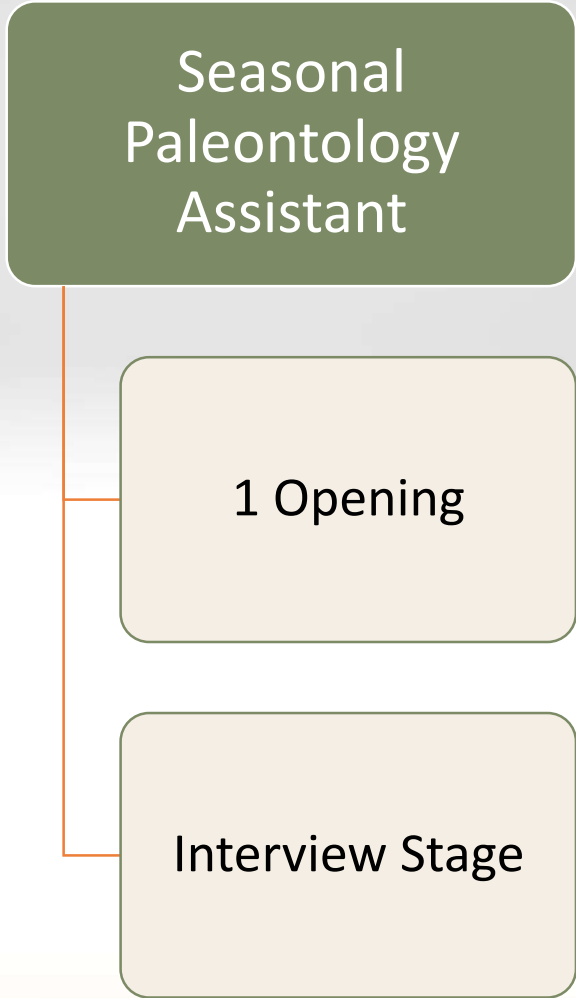 Seasonal
Paleontology
Assistant
1 Opening
Interview Stage